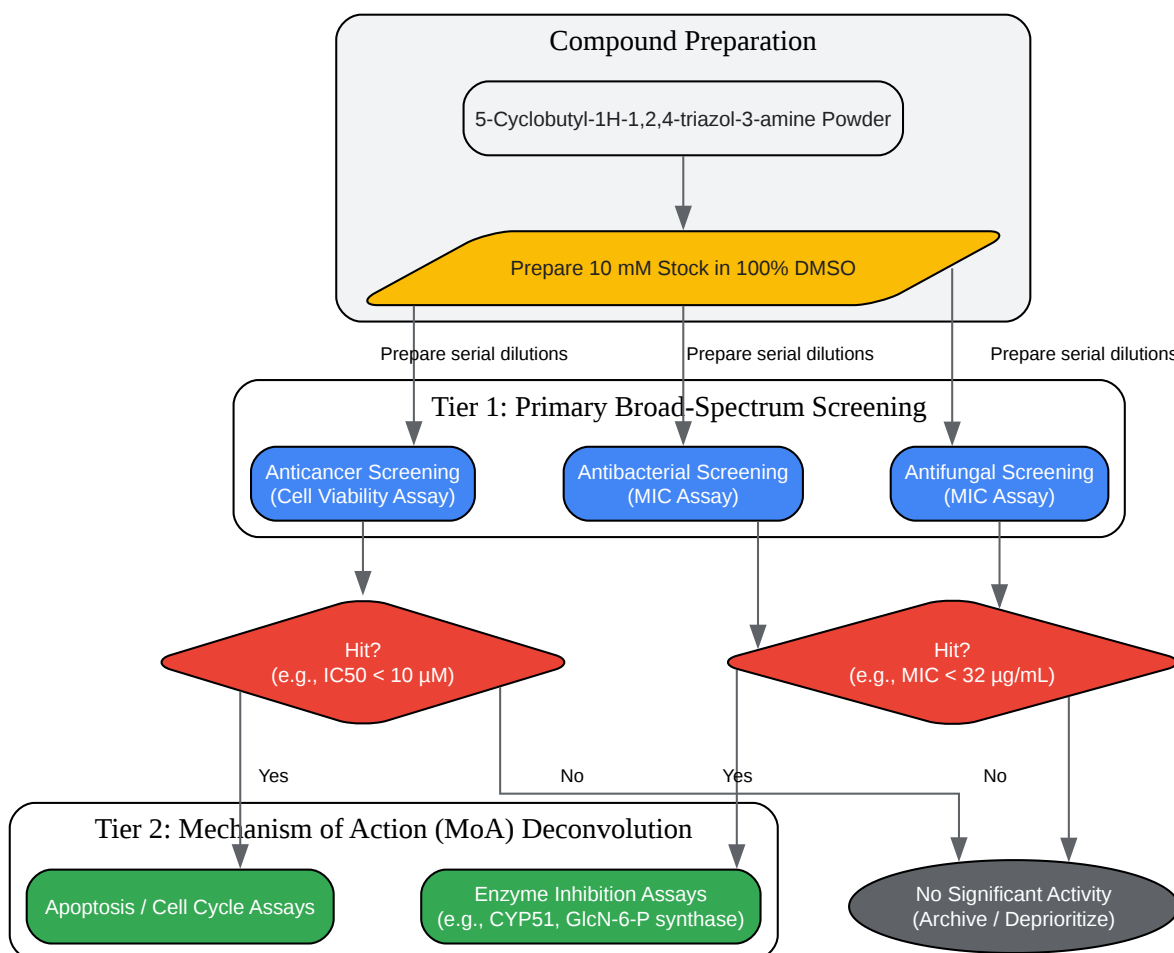 Compound Preparation
5-Cyclobutyl-1H-1,2,4-triazol-3-amine Powder
Prepare 10 mM Stock in 100% DMSO
Prepare serial dilutions
Prepare serial dilutions
Prepare serial dilutions
Tier 1: Primary Broad-Spectrum Screening
Anticancer Screening
(Cell Viability Assay)
Antibacterial Screening
(MIC Assay)
Antifungal Screening
(MIC Assay)
Hit?
(e.g., IC50 < 10 µM)
Hit?
(e.g., MIC < 32 µg/mL)
Yes
No
Yes
No
Tier 2: Mechanism of Action (MoA) Deconvolution
Apoptosis / Cell Cycle Assays
Enzyme Inhibition Assays
(e.g., CYP51, GlcN-6-P synthase)
No Significant Activity
(Archive / Deprioritize)